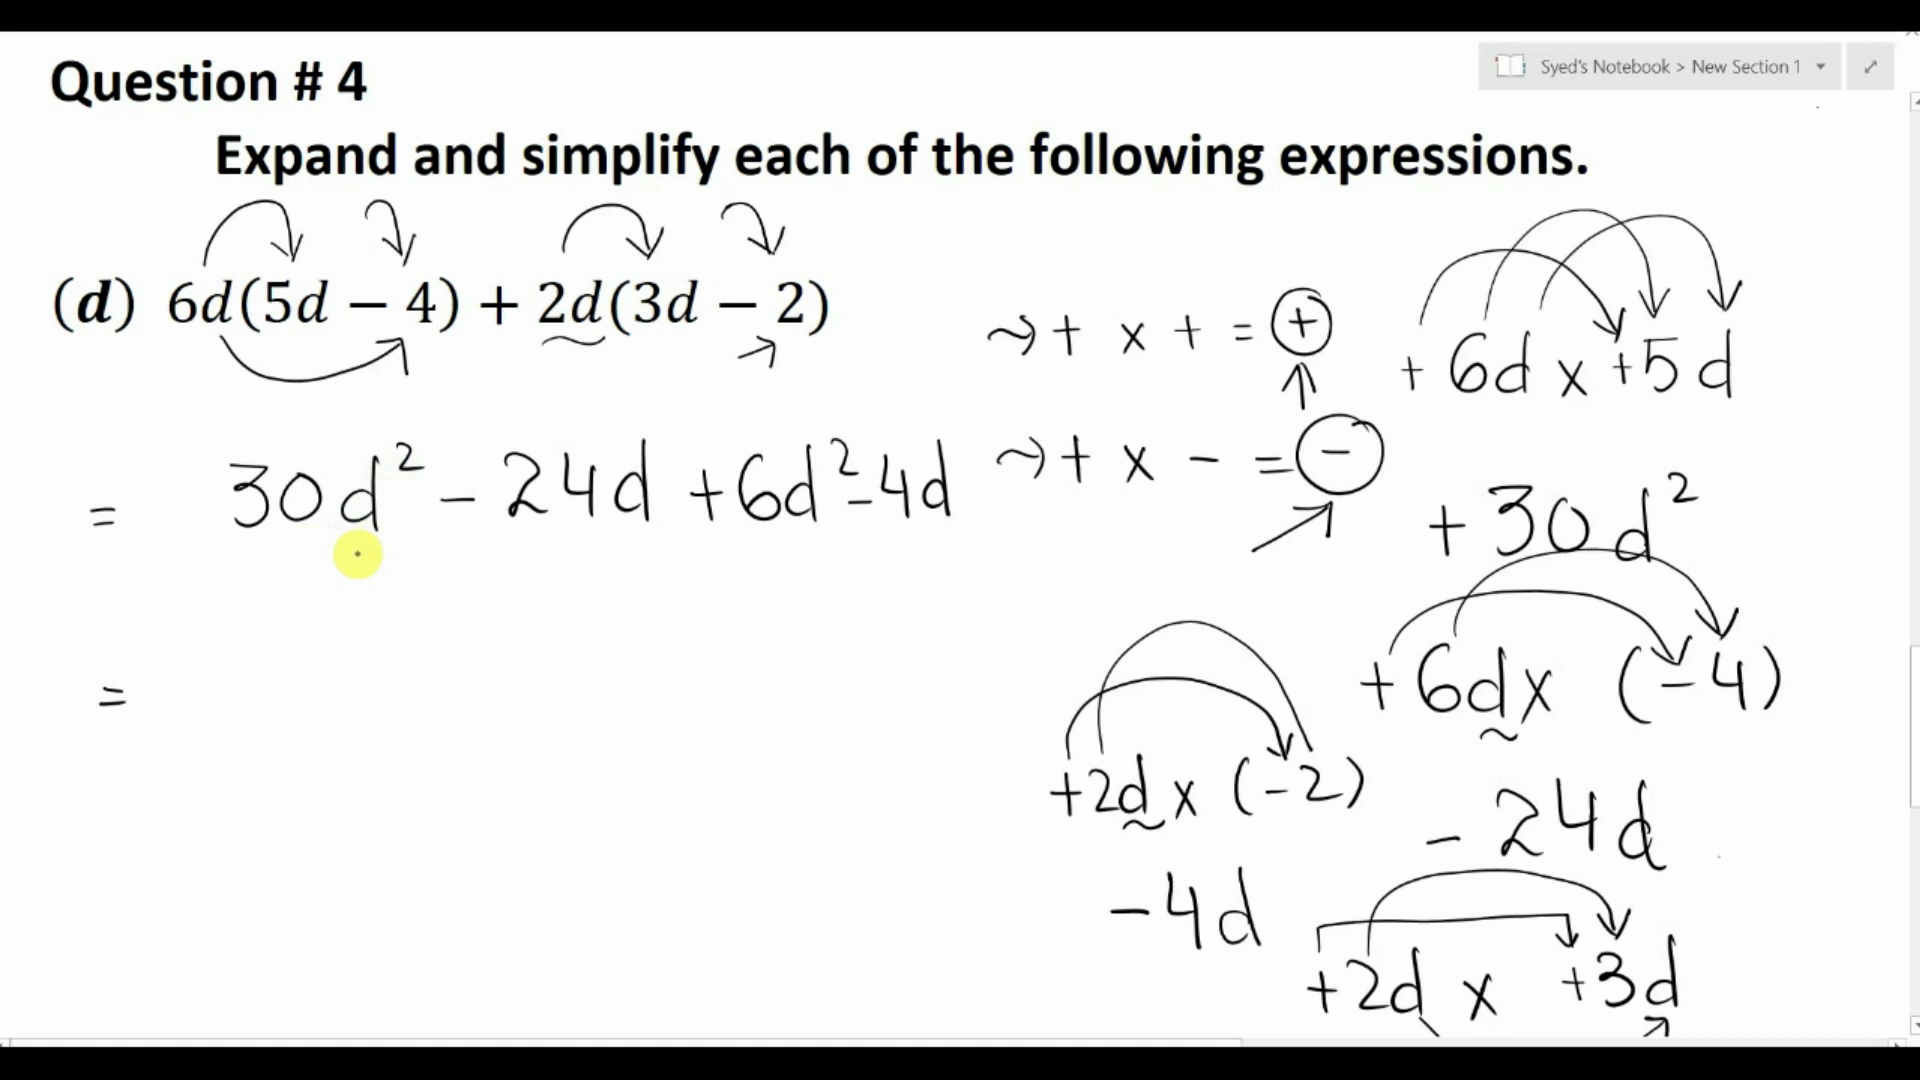 Question # 4
Syed's Notebook > New Section 1
Expand and simplify each of the following expressions.
(d) 6d(5d − 4) + 2d(3d − 2)
→ + x + = +
+ 6d x +5d
= 30d² − 24d + 6d² − 4d
→ + x − = −
+ 30d²
=
+6d x (−4)
+2d x (−2)
− 24d
− 4d
+2d x +3d